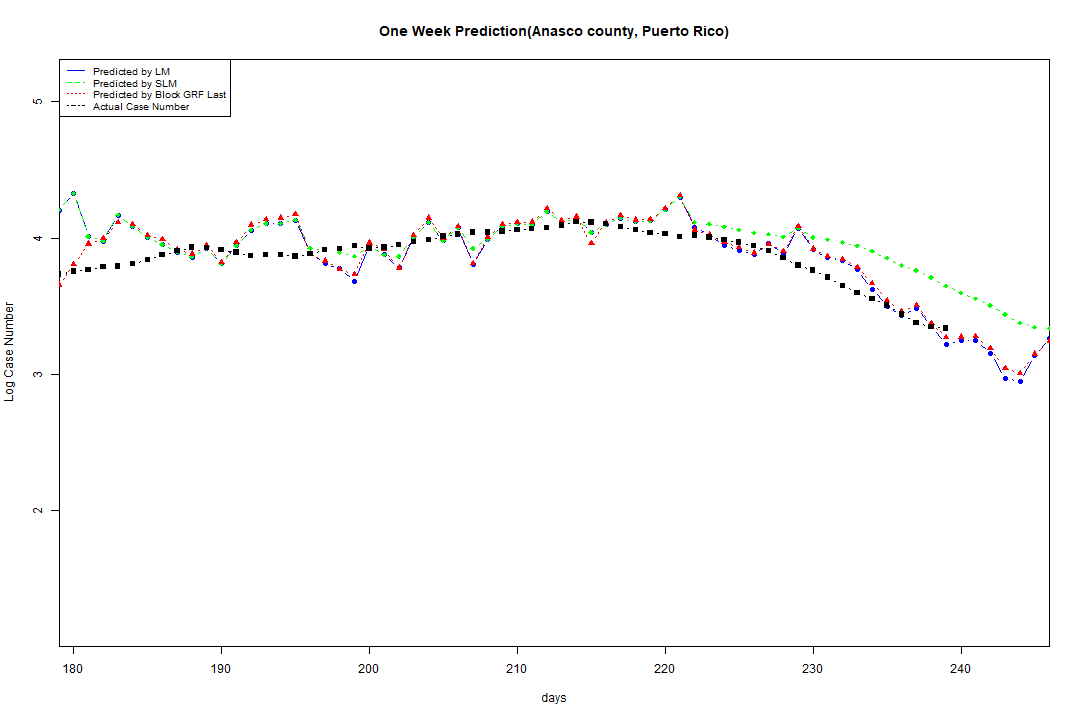 One Week Prediction(Anasco county, Puerto Rico)
Predicted by LM
Predicted by SLM
Predicted by Block GRF Last
Actual Case Number
5
4
3
2
Log Case Number
180 190 200 210 220 230 240
days